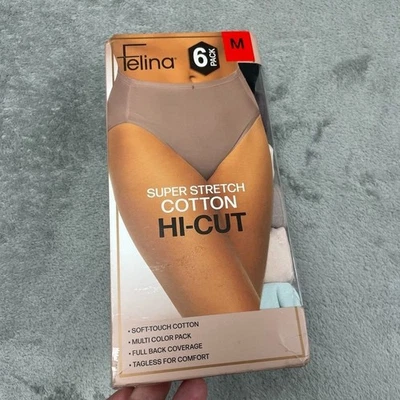 Felina®
6
PACK
M
SUPER STRETCH
COTTON
HI-CUT
• SOFT-TOUCH COTTON
• MULTI COLOR PACK
• FULL BACK COVERAGE
• TAGLESS FOR COMFORT